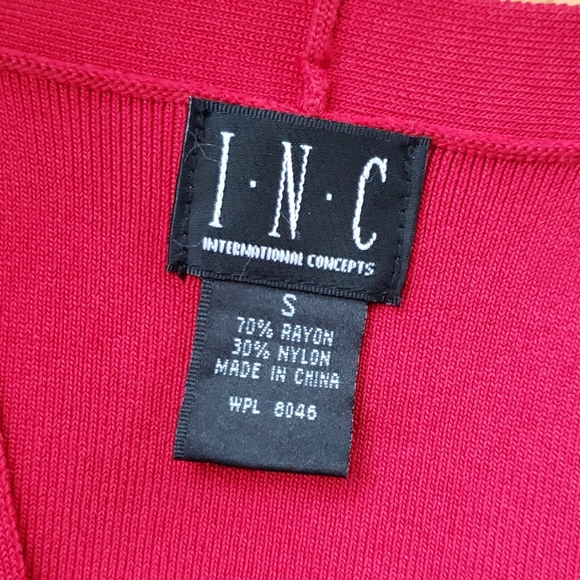 I·N·C
INTERNATIONAL CONCEPTS
S
70% RAYON
30% NYLON
MADE IN CHINA
WPL 8046